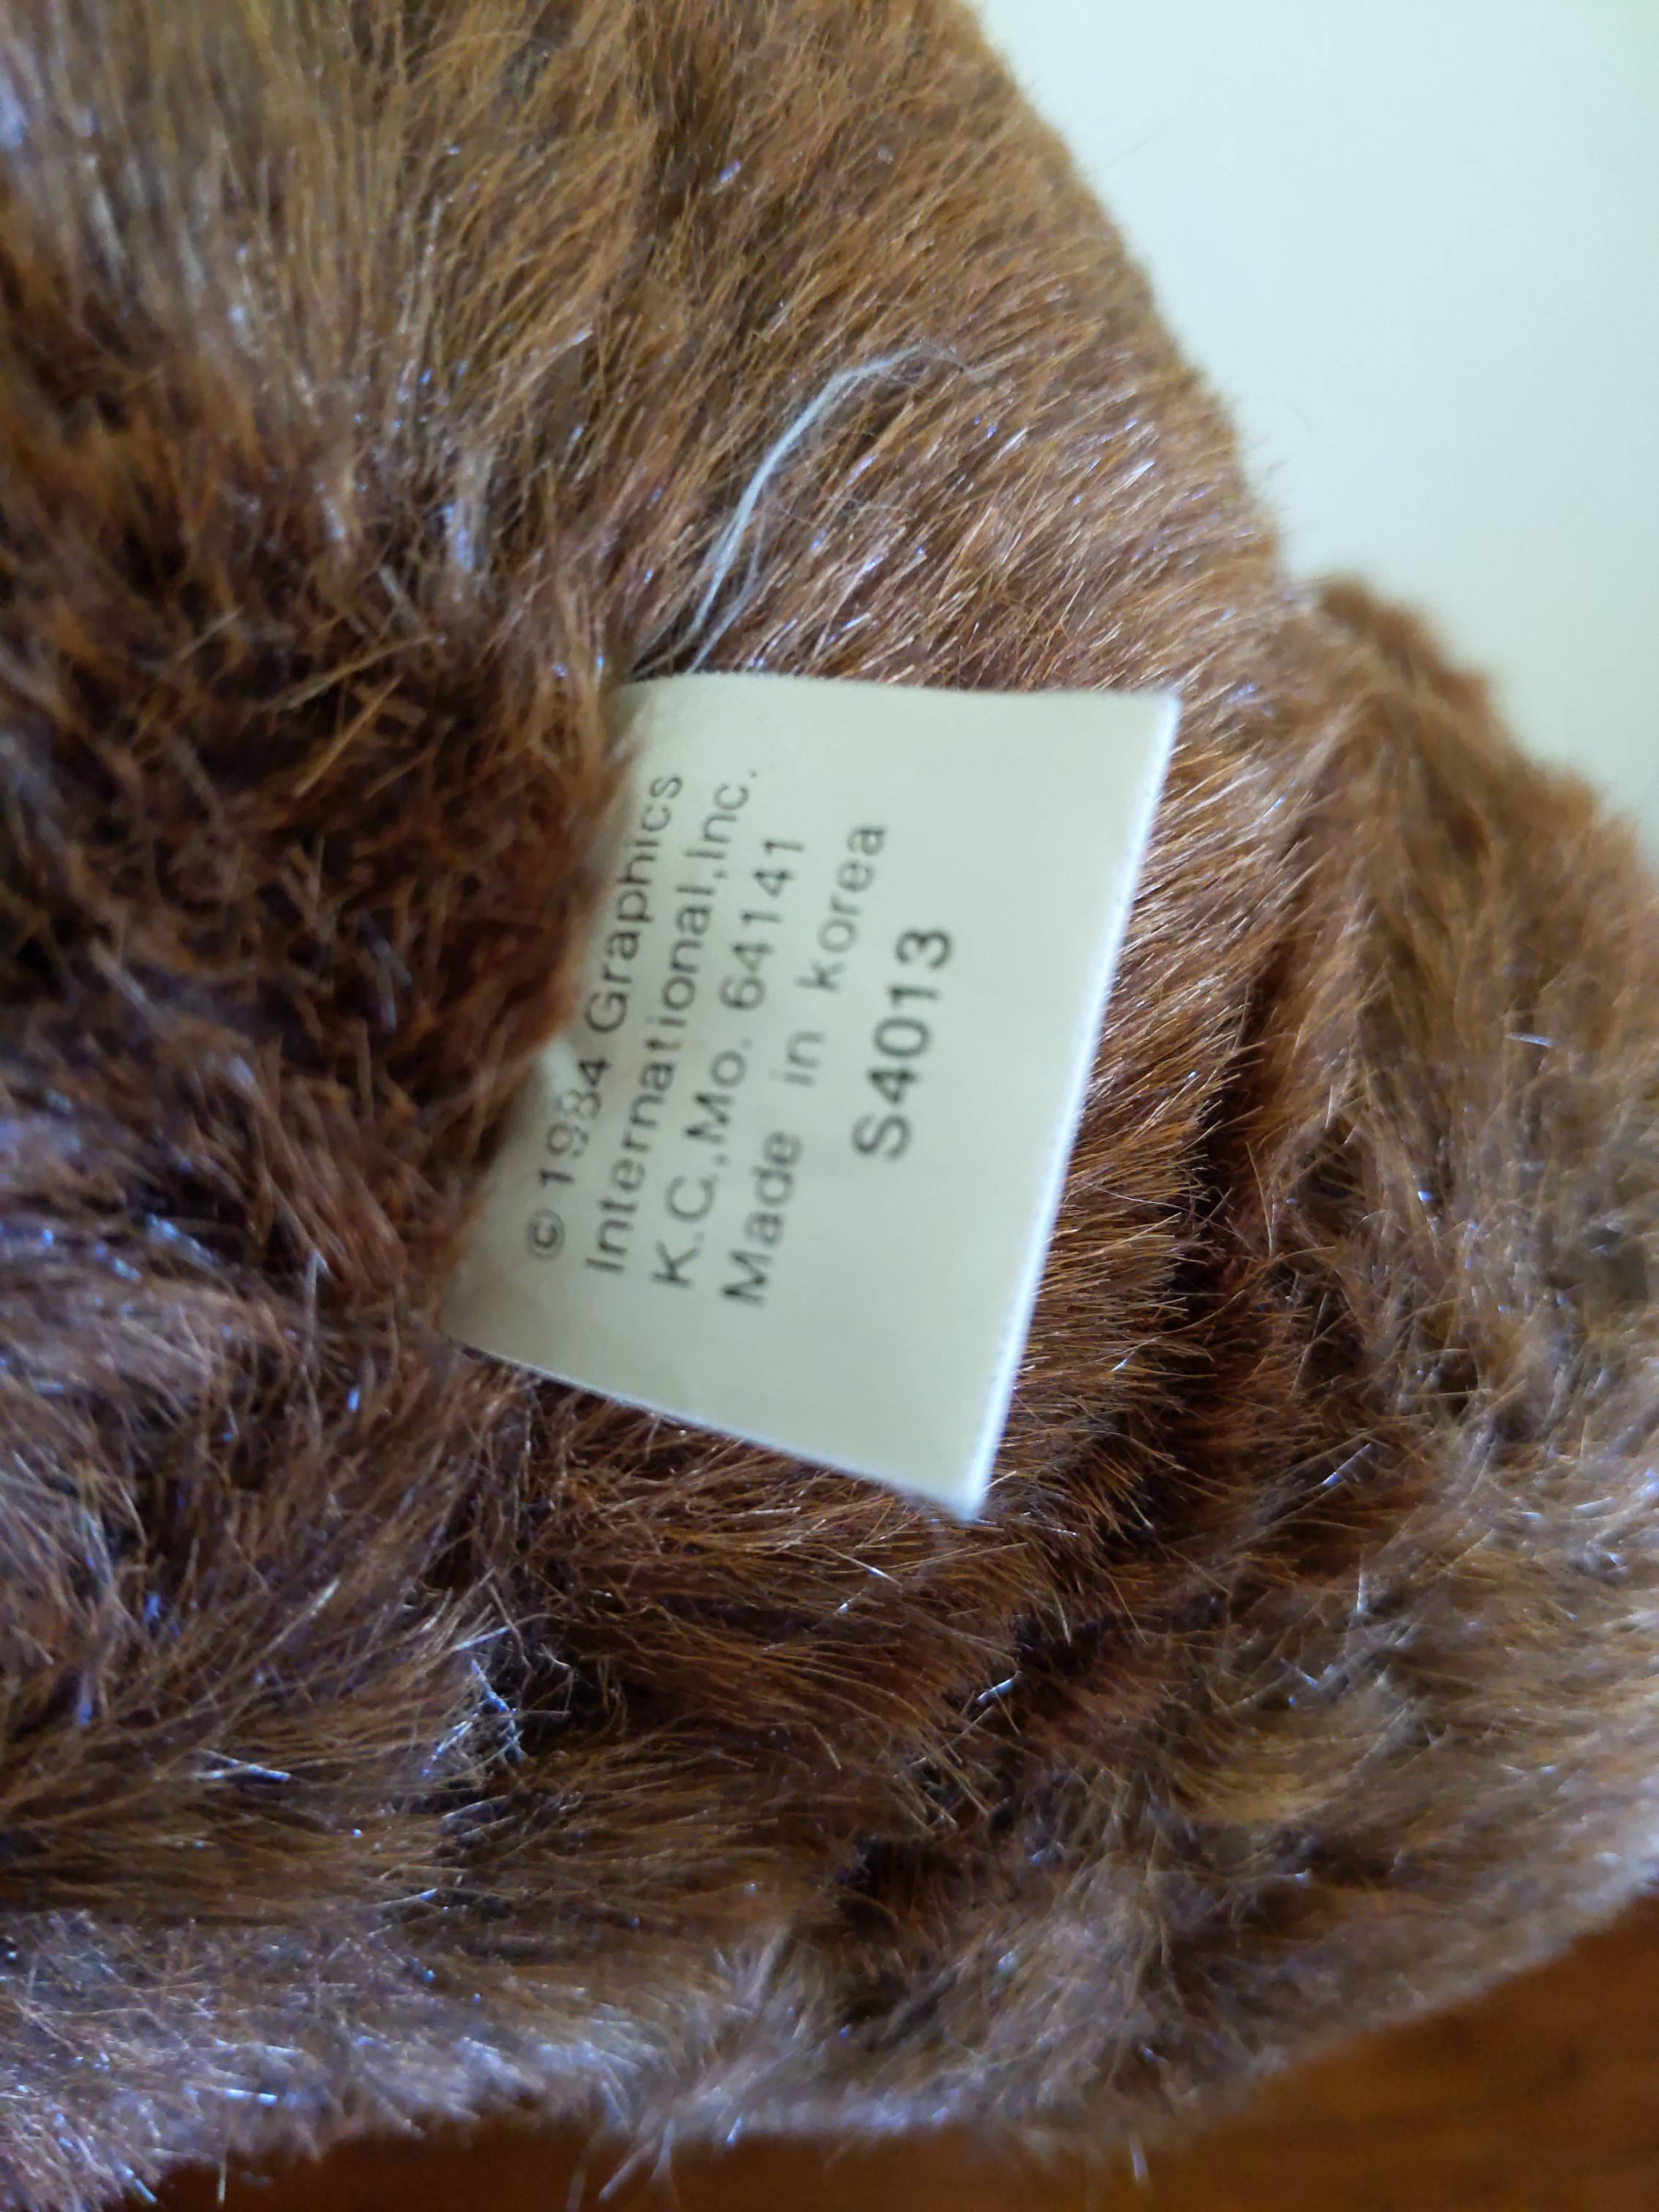 © 1984 Graphics
International,Inc.
K.C.,Mo. 64141
Made in korea
S4013